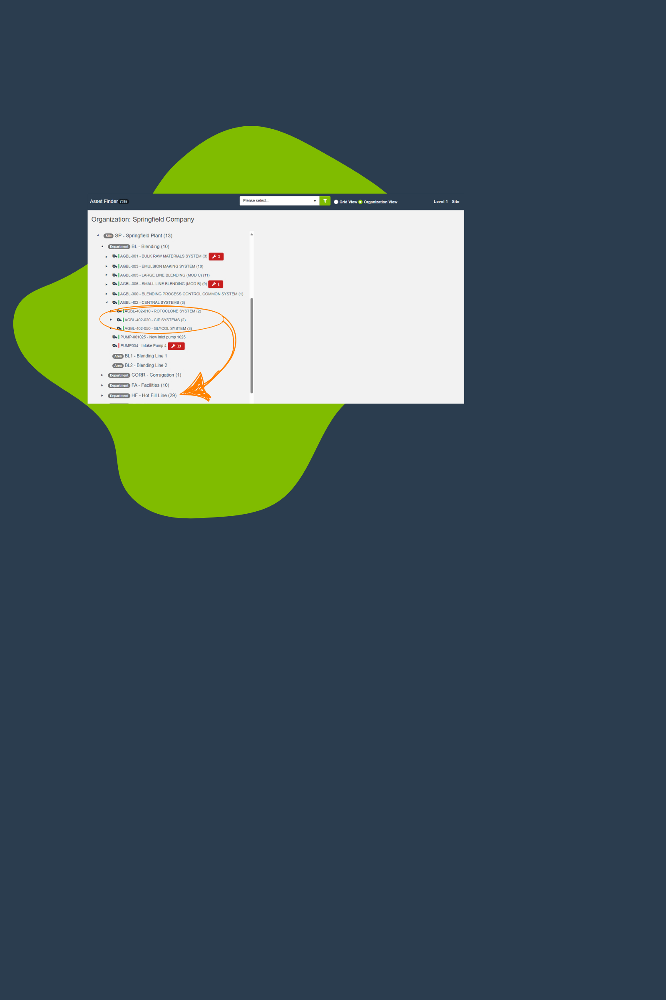 Asset Finder 7385
Please select...
Grid View Organization View
Level 1 Site
Organization: Springfield Company
Site SP - Springfield Plant (13)
Department BL - Blending (10)
AGBL-001 - BULK RAW MATERIALS SYSTEM (3) 2
AGBL-003 - EMULSION MAKING SYSTEM (10)
AGBL-005 - LARGE LINE BLENDING (MOD C) (11)
AGBL-006 - SMALL LINE BLENDING (MOD B) (9) 1
AGBL-300 - BLENDING PROCESS CONTROL COMMON SYSTEM (1)
AGBL-402 - CENTRAL SYSTEMS (3)
AGBL-402-010 - ROTOCLONE SYSTEM (2)
AGBL-402-020 - CIP SYSTEMS (2)
AGBL-402-050 - GLYCOL SYSTEM (3)
PUMP-001025 - New inlet pump 1025
PUMP004 - Intake Pump 4 13
Area BL1 - Blending Line 1
Area BL2 - Blending Line 2
Department CORR - Corrugation (1)
Department FA - Facilities (10)
Department HF - Hot Fill Line (29)